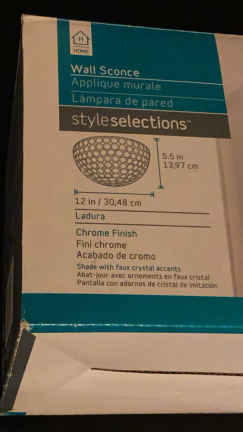 H
HOME
Wall Sconce
Applique murale
Lámpara de pared
styleselections™
5.5 in
13,97 cm
12 in / 30,48 cm
Ladura
Chrome Finish
Fini chrome
Acabado de cromo
Shade with faux crystal accents
Abat-jour avec ornements en faux cristal
Pantalla con adornos de cristal de imitación